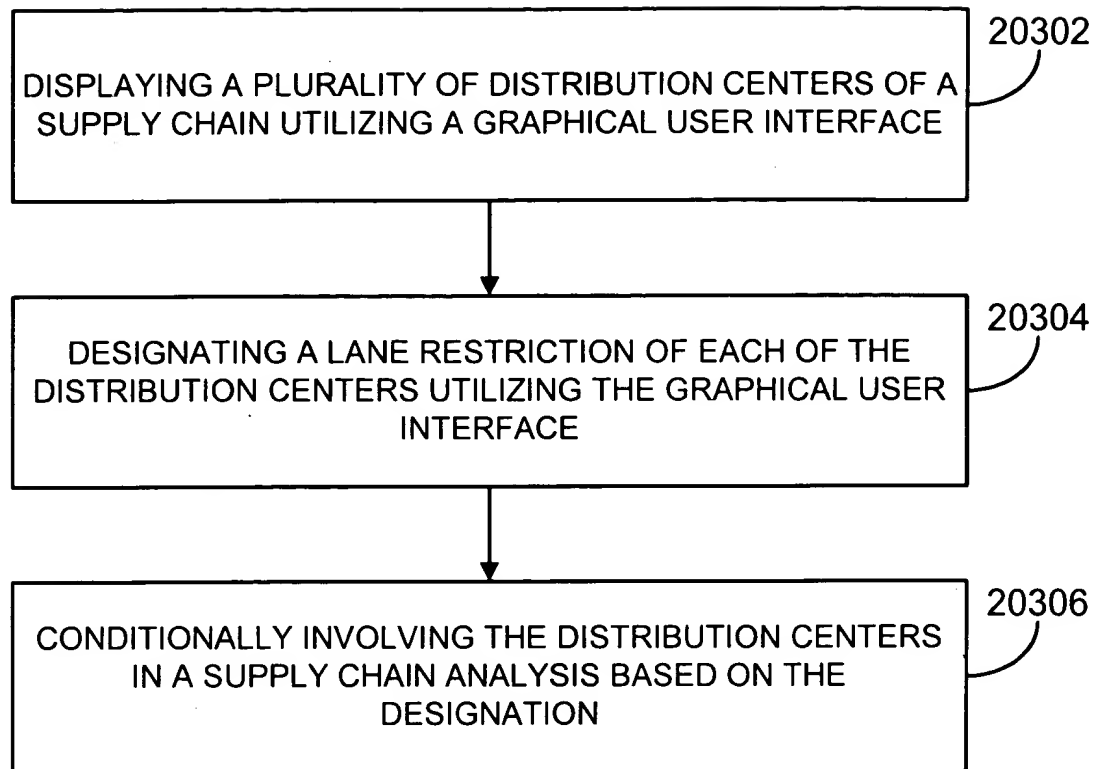 20302
DISPLAYING A PLURALITY OF DISTRIBUTION CENTERS OF A
SUPPLY CHAIN UTILIZING A GRAPHICAL USER INTERFACE
20304
DESIGNATING A LANE RESTRICTION OF EACH OF THE
DISTRIBUTION CENTERS UTILIZING THE GRAPHICAL USER
INTERFACE
20306
CONDITIONALLY INVOLVING THE DISTRIBUTION CENTERS
IN A SUPPLY CHAIN ANALYSIS BASED ON THE
DESIGNATION